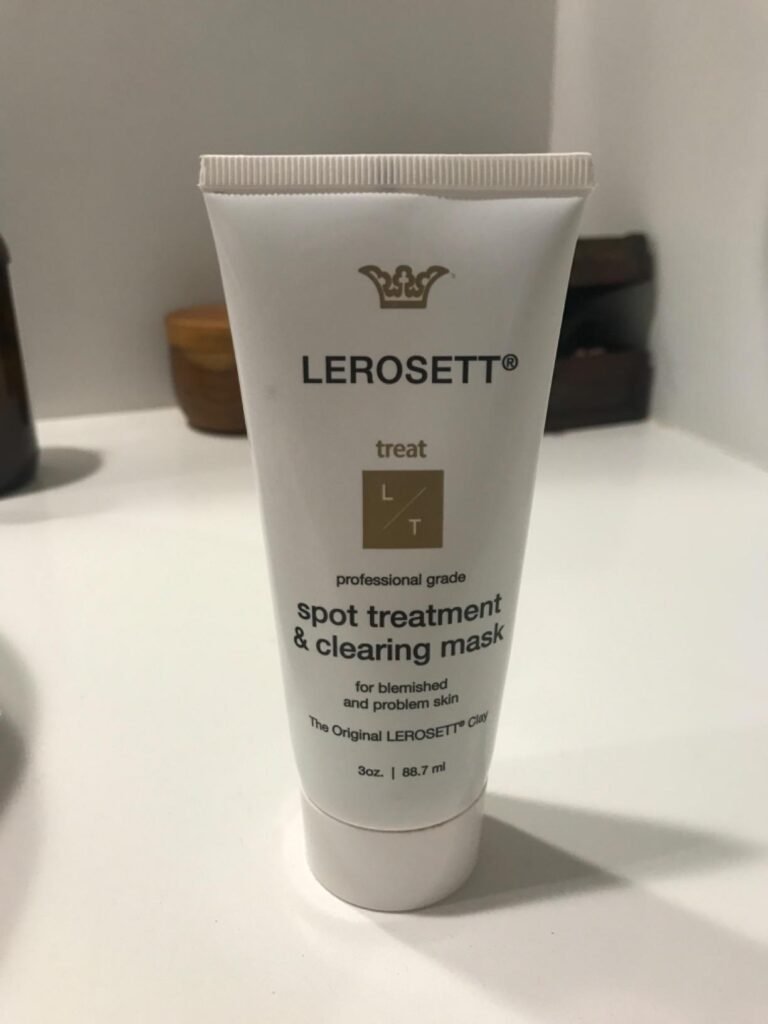 LEROSETT®
treat
L
T
professional grade
spot treatment
& clearing mask
for blemished
and problem skin
The Original LEROSETT® Clay
3oz. | 88.7 ml